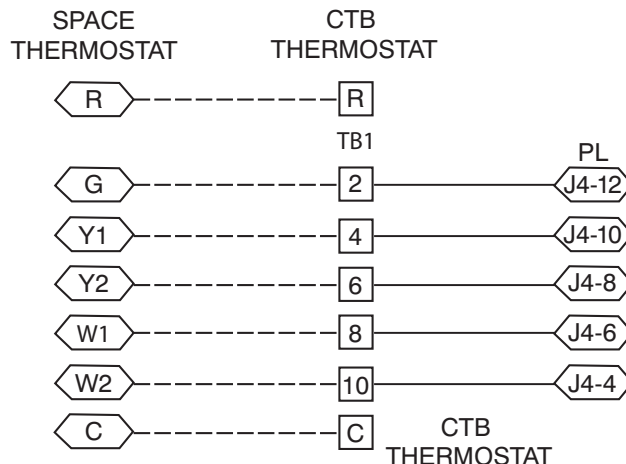 SPACE THERMOSTAT
CTB THERMOSTAT
R R
TB1
PL
G 2 J4-12
Y1 4 J4-10
Y2 6 J4-8
W1 8 J4-6
W2 10 J4-4
C C
CTB THERMOSTAT